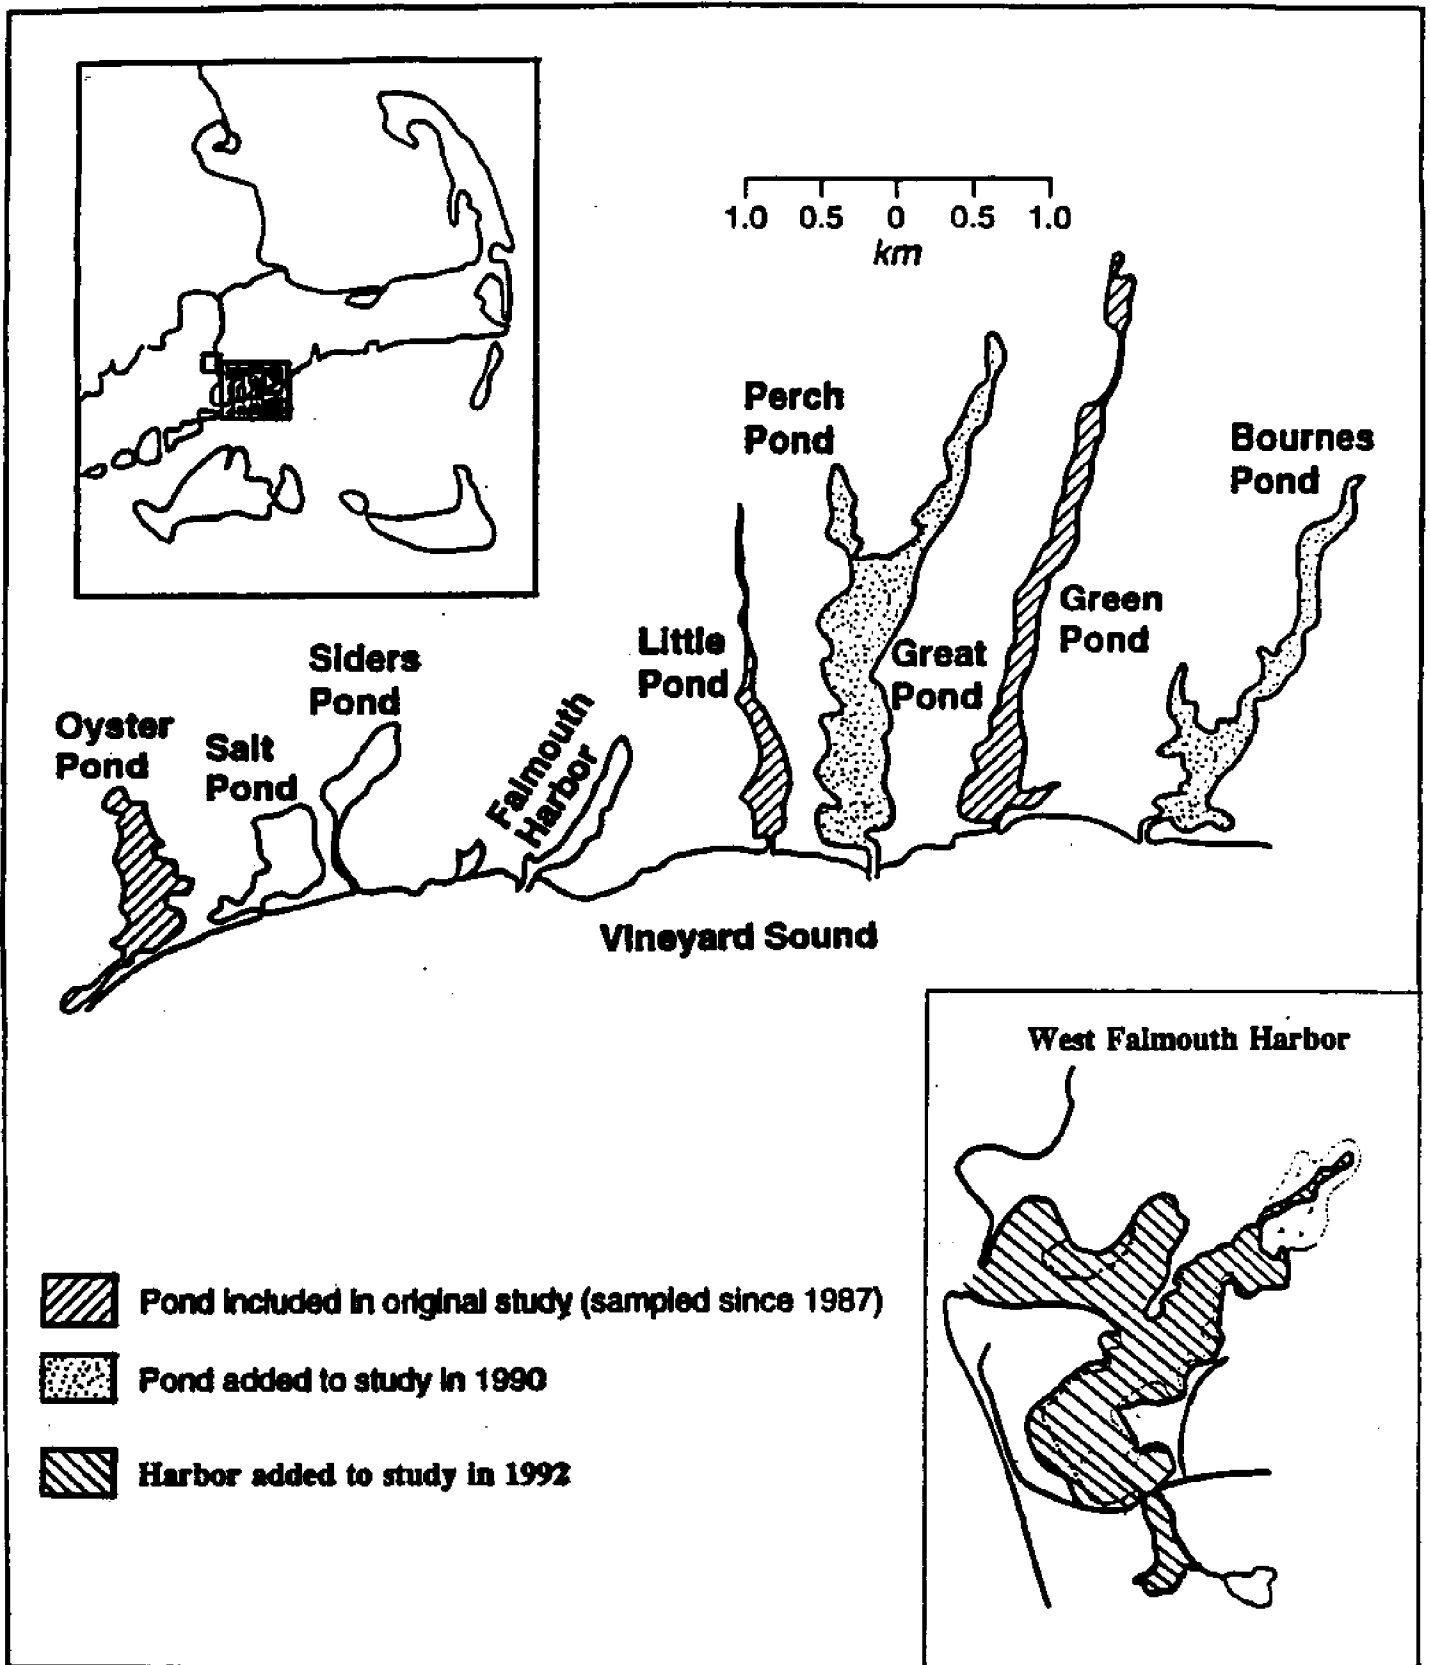 1.0 0.5 0 0.5 1.0
km
Perch
Pond
Bournes
Pond
Green
Pond
Little
Pond
Great
Pond
Siders
Pond
Falmouth
Harbor
Oyster
Pond
Salt
Pond
Vineyard Sound
West Falmouth Harbor
Pond included in original study (sampled since 1987)
Pond added to study in 1990
Harbor added to study in 1992